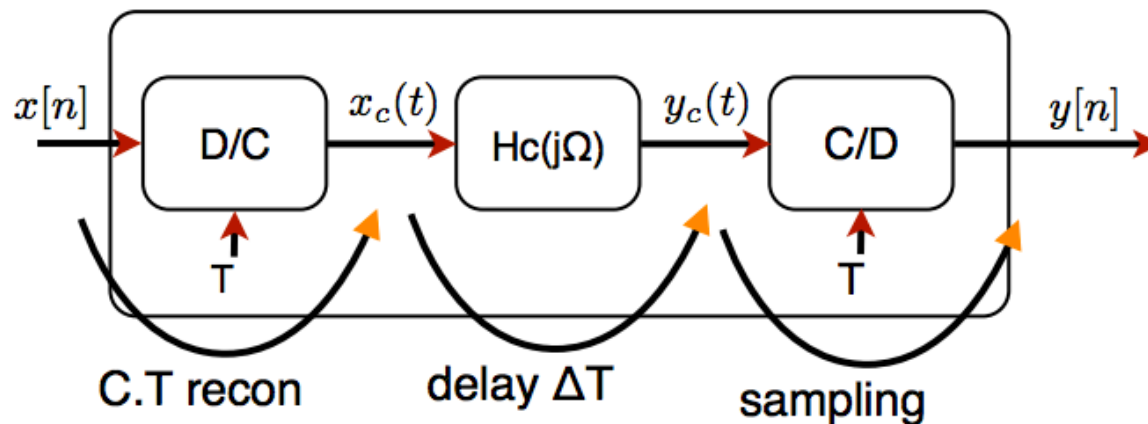 x[n]
D/C
x_c(t)
Hc(jΩ)
y_c(t)
C/D
y[n]
T
T
C.T recon
delay ΔT
sampling